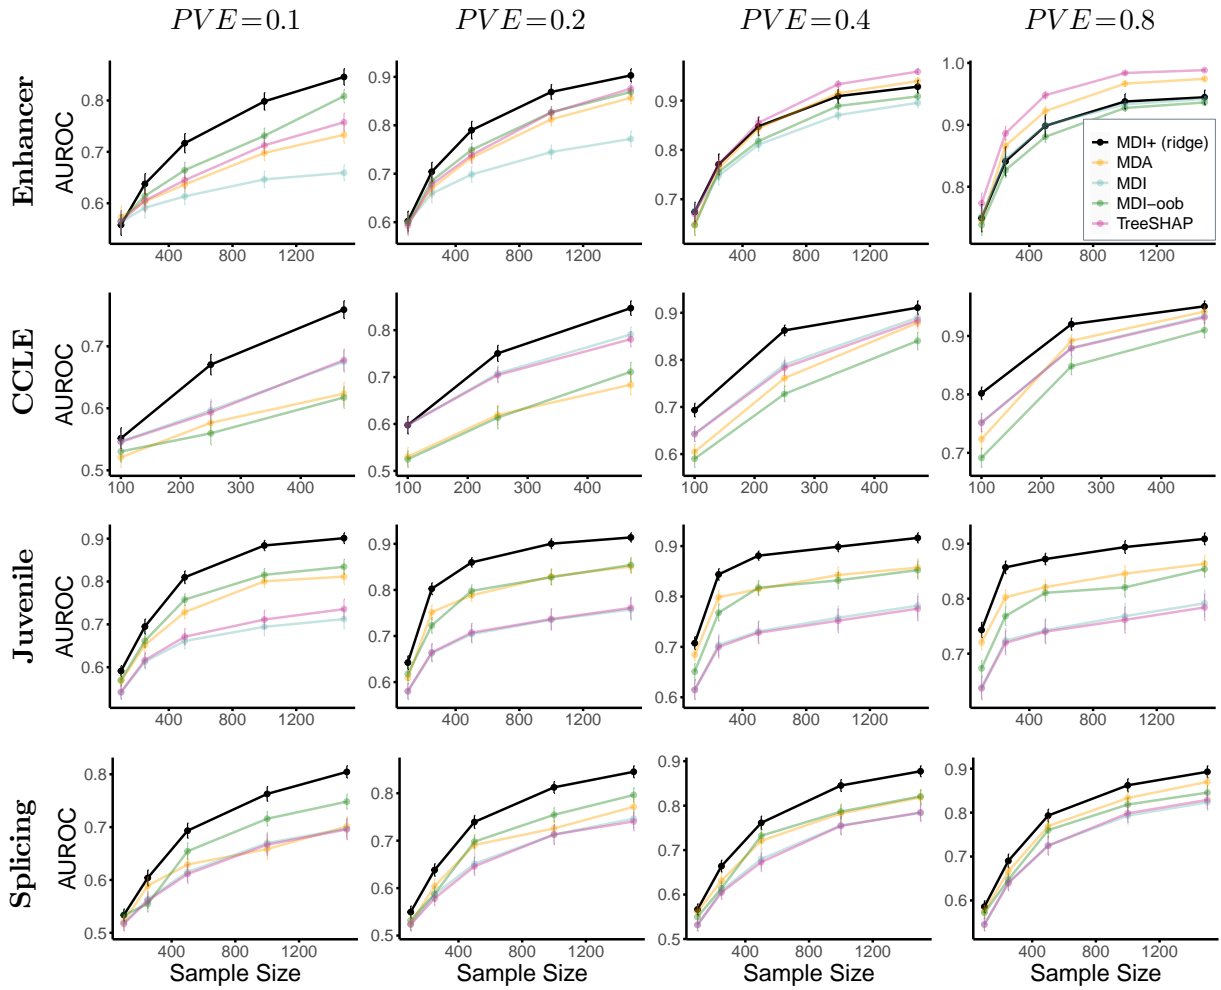 PVE=0.1 PVE=0.2 PVE=0.4 PVE=0.8
Enhancer
AUROC
0.8
0.7
0.6
400 800 1200
0.9
0.8
0.7
0.6
400 800 1200
0.9
0.8
0.7
400 800 1200
1.0
0.9
0.8
400 800 1200
MDI+ (ridge)
MDA
MDI
MDI-oob
TreeSHAP
CCLE
AUROC
0.7
0.6
0.5
100 200 300 400
0.8
0.7
0.6
0.5
100 200 300 400
0.9
0.8
0.7
0.6
100 200 300 400
0.9
0.8
0.7
100 200 300 400
Juvenile
AUROC
0.9
0.8
0.7
0.6
400 800 1200
0.9
0.8
0.7
0.6
400 800 1200
0.9
0.8
0.7
0.6
400 800 1200
0.9
0.8
0.7
400 800 1200
Splicing
AUROC
0.8
0.7
0.6
0.5
400 800 1200
Sample Size
0.8
0.7
0.6
0.5
400 800 1200
Sample Size
0.9
0.8
0.7
0.6
0.5
400 800 1200
Sample Size
0.9
0.8
0.7
0.6
400 800 1200
Sample Size